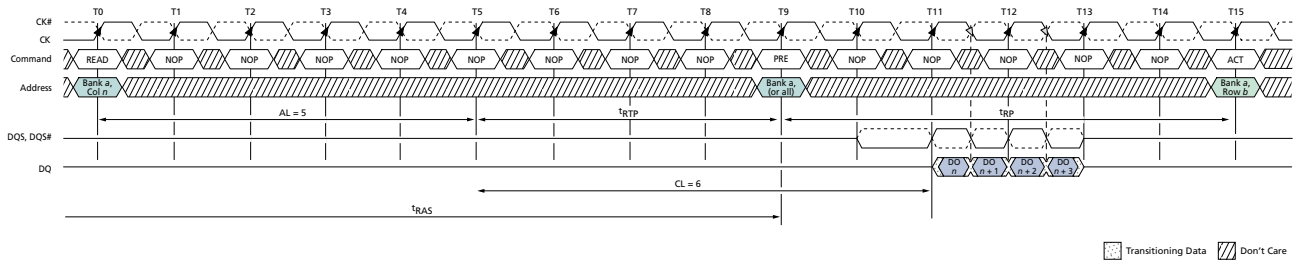 T0 T1 T2 T3 T4 T5 T6 T7 T8 T9 T10 T11 T12 T13 T14 T15
CK#
CK
Command READ NOP NOP NOP NOP NOP NOP NOP NOP PRE NOP NOP NOP NOP NOP ACT
Address Bank a, Col n Bank a, (or all) Bank a, Row b
AL = 5 tRTP tRP
DQS, DQS#
DQ DO n DO n + 1 DO n + 2 DO n + 3
CL = 6
tRAS
Transitioning Data Don't Care